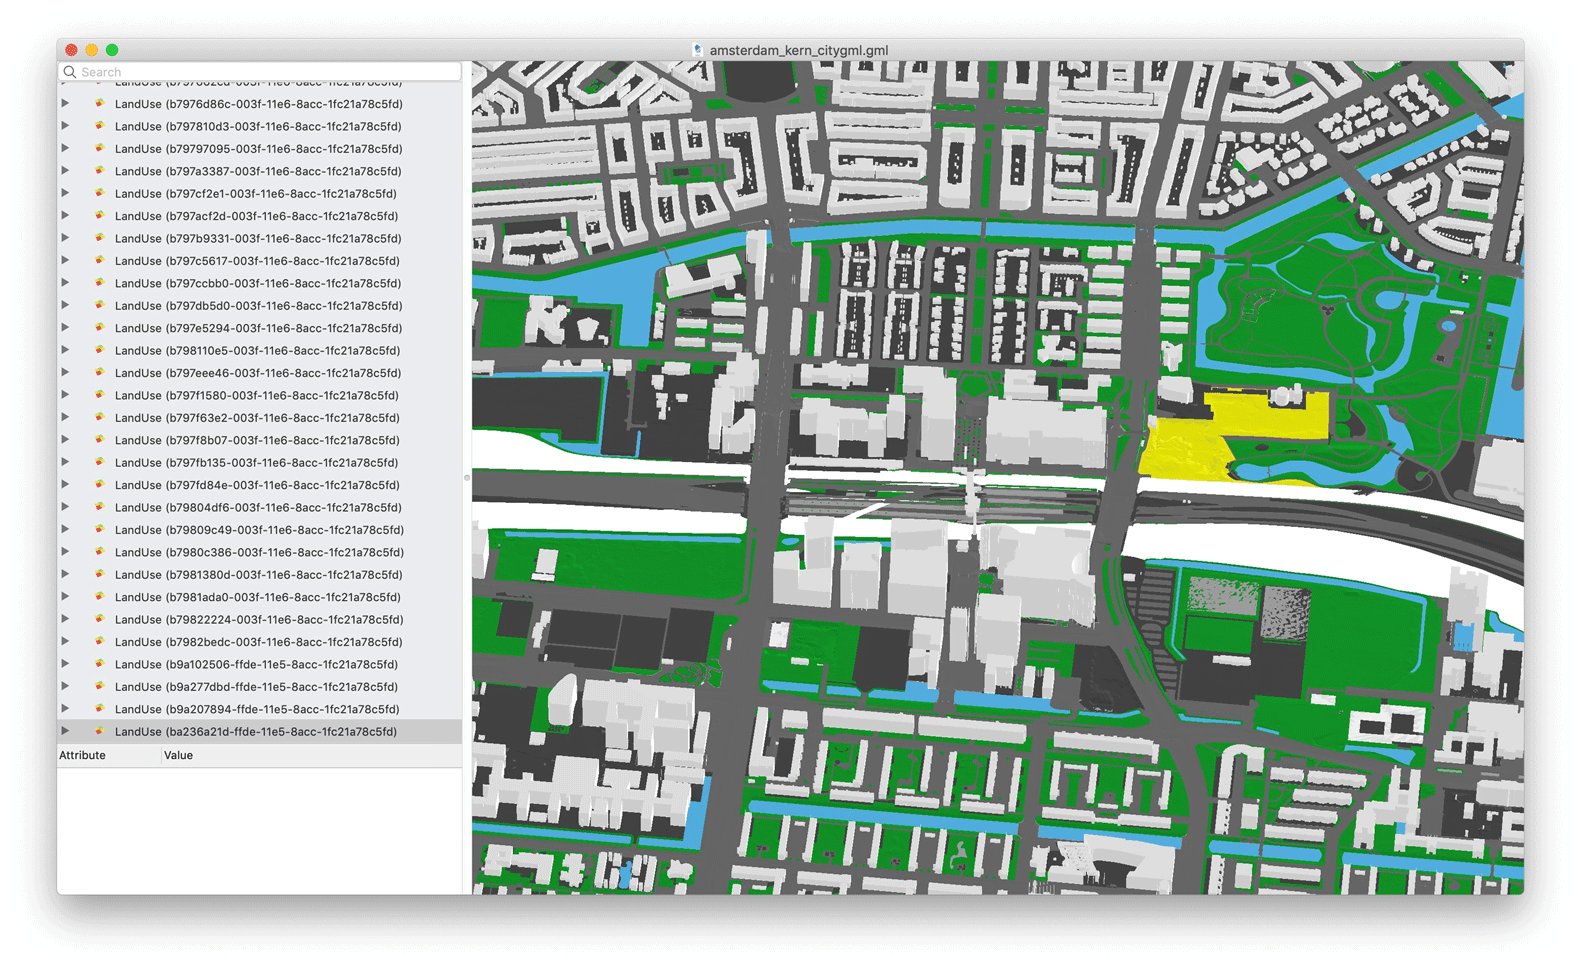 amsterdam_kern_citygml.gml
Search
LandUse (b7976d86c-003f-11e6-8acc-1fc21a78c5fd)
LandUse (b797810d3-003f-11e6-8acc-1fc21a78c5fd)
LandUse (b79797095-003f-11e6-8acc-1fc21a78c5fd)
LandUse (b797a3387-003f-11e6-8acc-1fc21a78c5fd)
LandUse (b797cf2e1-003f-11e6-8acc-1fc21a78c5fd)
LandUse (b797acf2d-003f-11e6-8acc-1fc21a78c5fd)
LandUse (b797b9331-003f-11e6-8acc-1fc21a78c5fd)
LandUse (b797c5617-003f-11e6-8acc-1fc21a78c5fd)
LandUse (b797ccbb0-003f-11e6-8acc-1fc21a78c5fd)
LandUse (b797db5d0-003f-11e6-8acc-1fc21a78c5fd)
LandUse (b797e5294-003f-11e6-8acc-1fc21a78c5fd)
LandUse (b798110e5-003f-11e6-8acc-1fc21a78c5fd)
LandUse (b797eee46-003f-11e6-8acc-1fc21a78c5fd)
LandUse (b797f1580-003f-11e6-8acc-1fc21a78c5fd)
LandUse (b797f63e2-003f-11e6-8acc-1fc21a78c5fd)
LandUse (b797f8b07-003f-11e6-8acc-1fc21a78c5fd)
LandUse (b797fb135-003f-11e6-8acc-1fc21a78c5fd)
LandUse (b797fd84e-003f-11e6-8acc-1fc21a78c5fd)
LandUse (b79804df6-003f-11e6-8acc-1fc21a78c5fd)
LandUse (b79809c49-003f-11e6-8acc-1fc21a78c5fd)
LandUse (b7980c386-003f-11e6-8acc-1fc21a78c5fd)
LandUse (b7981380d-003f-11e6-8acc-1fc21a78c5fd)
LandUse (b7981ada0-003f-11e6-8acc-1fc21a78c5fd)
LandUse (b79822224-003f-11e6-8acc-1fc21a78c5fd)
LandUse (b7982bedc-003f-11e6-8acc-1fc21a78c5fd)
LandUse (b9a102506-ffde-11e5-8acc-1fc21a78c5fd)
LandUse (b9a277dbd-ffde-11e5-8acc-1fc21a78c5fd)
LandUse (b9a207894-ffde-11e5-8acc-1fc21a78c5fd)
LandUse (ba236a21d-ffde-11e5-8acc-1fc21a78c5fd)
Attribute Value